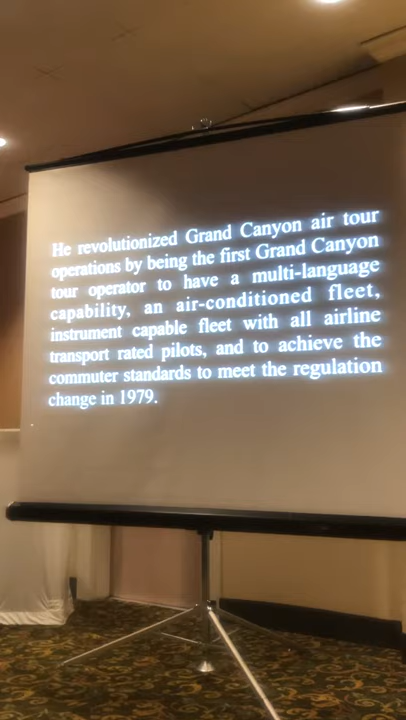 He revolutionized Grand Canyon air tour
operations by being the first Grand Canyon
tour operator to have a multi-language
capability, an air-conditioned fleet,
instrument capable fleet with all airline
transport rated pilots, and to achieve the
commuter standards to meet the regulation
change in 1979.